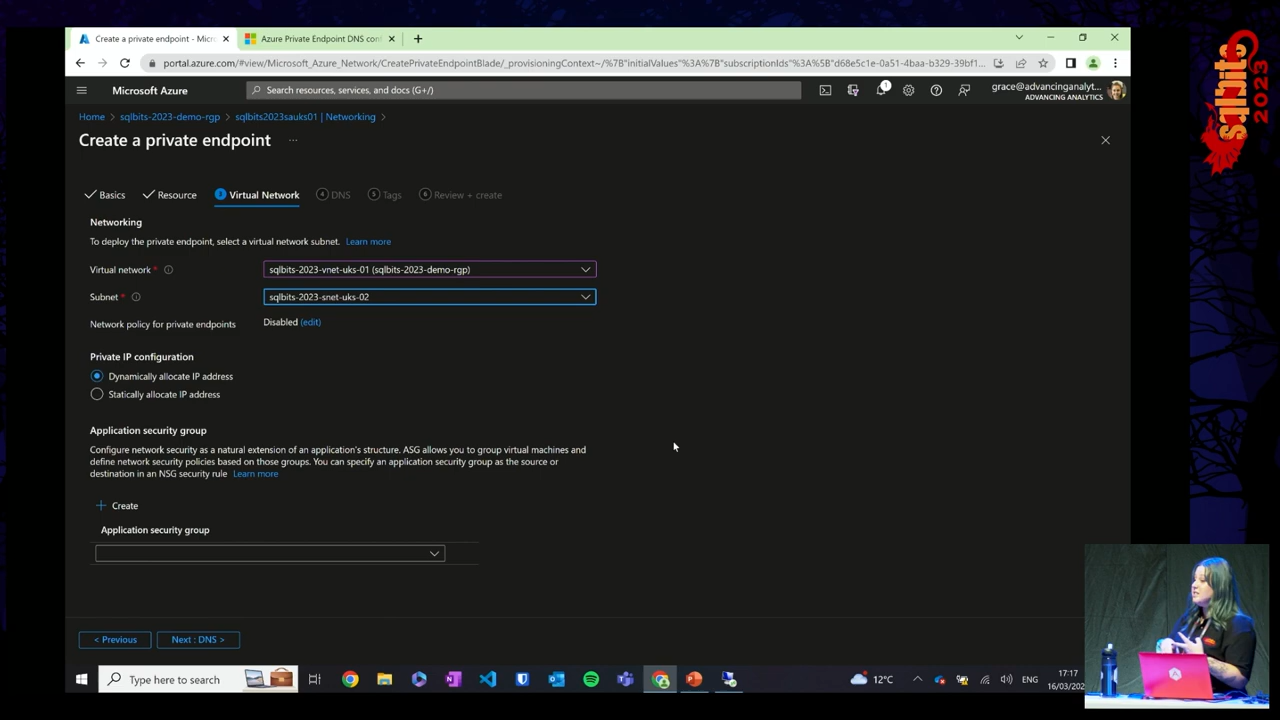 Create a private endpoint - Micr
Azure Private Endpoint DNS con
portal.azure.com/#view/Microsoft_Azure_Network/CreatePrivateEndpointBlade/_provisioningContext~/%7B"initialValues"%3A%7B"subscriptionIds"%3A%5B"d68e5c1e-0a51-4baa-b329-39bf1...
Microsoft Azure
Search resources, services, and docs (G+/)
1
grace@advancinganalyt...
ADVANCING ANALYTICS
Home > sqlbits-2023-demo-rgp > sqlbits2023sauks01 | Networking >
Create a private endpoint ...
Basics
Resource
3 Virtual Network
4 DNS
5 Tags
6 Review + create
Networking
To deploy the private endpoint, select a virtual network subnet. Learn more
Virtual network *
sqlbits-2023-vnet-uks-01 (sqlbits-2023-demo-rgp)
Subnet *
sqlbits-2023-snet-uks-02
Network policy for private endpoints
Disabled (edit)
Private IP configuration
Dynamically allocate IP address
Statically allocate IP address
Application security group
Configure network security as a natural extension of an application's structure. ASG allows you to group virtual machines and
define network security policies based on those groups. You can specify an application security group as the source or
destination in an NSG security rule Learn more
+ Create
Application security group
< Previous
Next : DNS >
Type here to search
12°C
ENG
17:17
16/03/202
sqlbits
2023